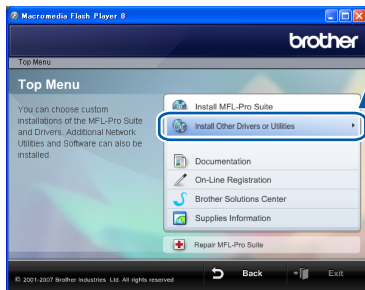 Macromedia Flash Player 8
brother
Top Menu
Top Menu
You can choose custom
installations of the MFL-Pro Suite
and Drivers. Additional Network
Utilities and Software can also be
installed.
Install MFL-Pro Suite
Install Other Drivers or Utilities
Documentation
On-Line Registration
Brother Solutions Center
Supplies Information
Repair MFL-Pro Suite
© 2001-2007 Brother Industries Ltd. All rights reserved
Back
Exit